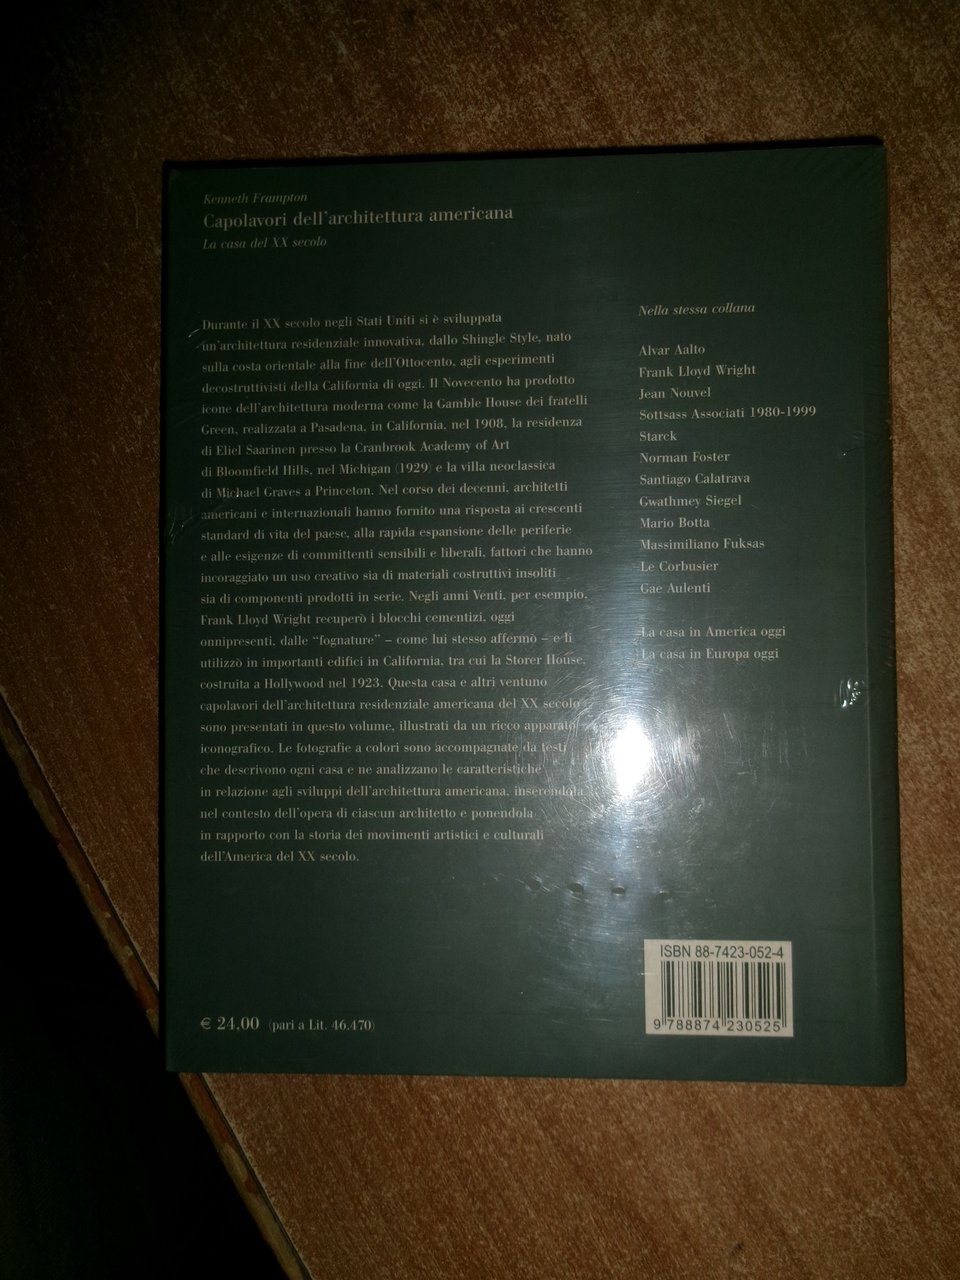 Kenneth Frampton
Capolavori dell'architettura americana
La casa del XX secolo
Durante il XX secolo negli Stati Uniti si è sviluppata
un'architettura residenziale innovativa, dallo Shingle Style, nato
sulla costa orientale alla fine dell'Ottocento, agli esperimenti
decostruttivisti della California di oggi. Il Novecento ha prodotto
icone dell'architettura moderna come la Gamble House dei fratelli
Green, realizzata a Pasadena, in California, nel 1908, la residenza
di Eliel Saarinen presso la Cranbrook Academy of Art
di Bloomfield Hills, nel Michigan (1929) e la villa neoclassica
di Michael Graves a Princeton. Nel corso dei decenni, architetti
americani e internazionali hanno fornito una risposta ai crescenti
standard di vita del paese, alla rapida espansione delle periferie
e alle esigenze di committenti sensibili e liberali, fattori che hanno
incoraggiato un uso creativo sia di materiali costruttivi insoliti
sia di componenti prodotti in serie. Negli anni Venti, per esempio,
Frank Lloyd Wright recuperò i blocchi cementizi, oggi
onnipresenti, dalle "fognature" – come lui stesso affermò – e li
utilizzò in importanti edifici in California, tra cui la Storer House,
costruita a Hollywood nel 1923. Questa casa e altri ventuno
capolavori dell'architettura residenziale americana del XX secolo
sono presentati in questo volume, illustrati da un ricco apparato
iconografico. Le fotografie a colori sono accompagnate da testi
che descrivono ogni casa e ne analizzano le caratteristiche
in relazione agli sviluppi dell'architettura americana, inserendola
nel contesto dell'opera di ciascun architetto e ponendola
in rapporto con la storia dei movimenti artistici e culturali
dell'America del XX secolo.
Nella stessa collana
Alvar Aalto
Frank Lloyd Wright
Jean Nouvel
Sottsass Associati 1980-1999
Starck
Norman Foster
Santiago Calatrava
Gwathmey Siegel
Mario Botta
Massimiliano Fuksas
Le Corbusier
Gae Aulenti
La casa in America oggi
La casa in Europa oggi
€ 24,00 (pari a Lit. 46.470)
ISBN 88-7423-052-4
9 788874 230525